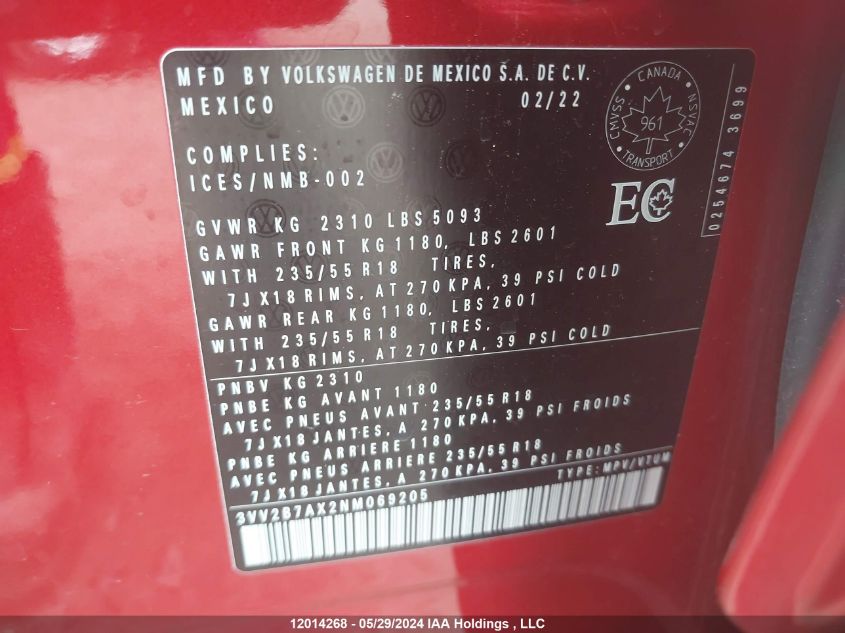 MFD BY VOLKSWAGEN DE MEXICO S.A. DE C.V.
MEXICO 02/22
CANADA
CMVSS NSVAC
961
TRANSPORT
COMPLIES:
ICES/NMB-002
EC
0254674 3699
GVWR KG 2310 LBS 5093
GAWR FRONT KG 1180, LBS 2601
WITH 235/55 R18 TIRES,
7J X18 RIMS, AT 270 KPA, 39 PSI COLD
GAWR REAR KG 1180, LBS 2601
WITH 235/55 R18 TIRES,
7J X18 RIMS, AT 270 KPA, 39 PSI COLD
PNBV KG 2310
PNBE KG AVANT 1180
AVEC PNEUS AVANT 235/55 R18
7J X18 JANTES, A 270 KPA, 39 PSI FROIDS
PNBE KG ARRIERE 1180
AVEC PNEUS ARRIERE 235/55 R18
7J X18 JANTES, A 270 KPA, 39 PSI FROIDS
TYPE: MPV/VTUM
3VV2B7AX2NM069205
12014268 - 05/29/2024 IAA Holdings , LLC